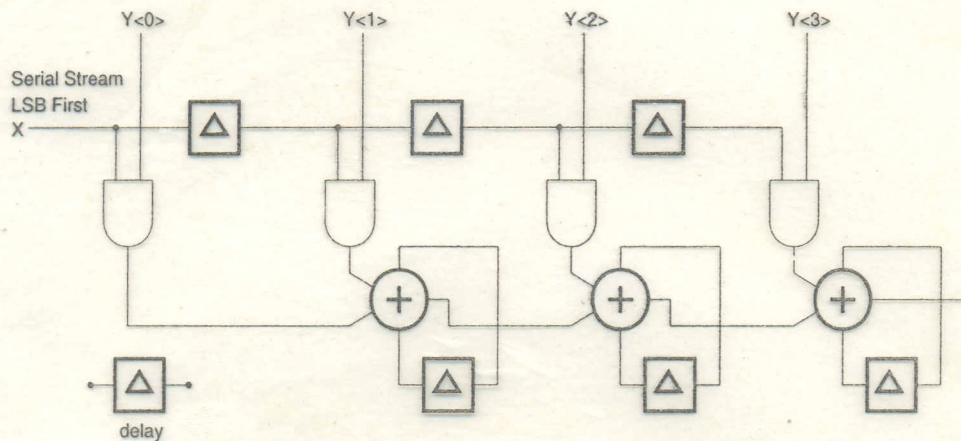 Y<0> Y<1> Y<2> Y<3>
Serial Stream
LSB First
X
Δ Δ Δ
+ + +
Δ Δ Δ Δ
delay